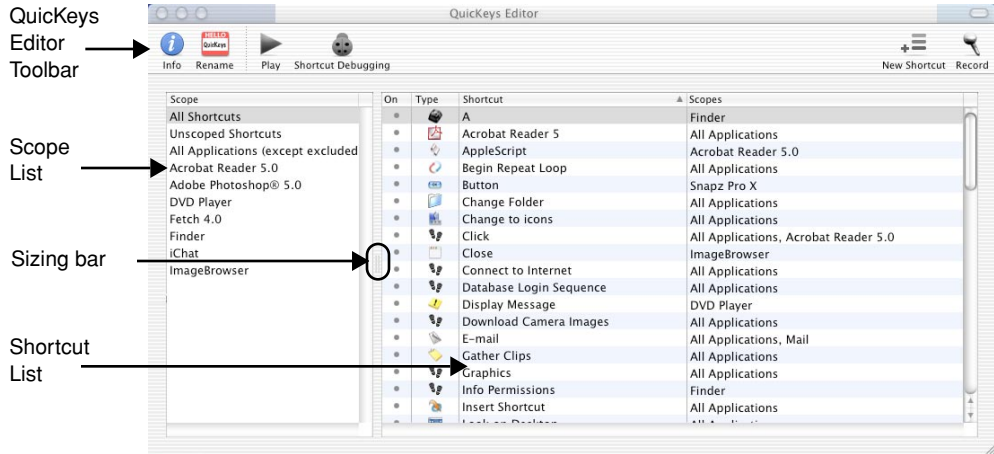 QuicKeys Editor
QuicKeys
Editor
Toolbar
HELLO
QuicKeys
Info Rename Play Shortcut Debugging New Shortcut Record
Scope On Type Shortcut Scopes
All Shortcuts A Finder
Unscoped Shortcuts Acrobat Reader 5 All Applications
Scope
List
All Applications (except excluded AppleScript Acrobat Reader 5.0
Acrobat Reader 5.0 Begin Repeat Loop All Applications
Adobe Photoshop® 5.0 Button Snapz Pro X
DVD Player Change Folder All Applications
Fetch 4.0 Change to icons All Applications
Finder Click All Applications, Acrobat Reader 5.0
Sizing bar
iChat Close ImageBrowser
ImageBrowser Connect to Internet All Applications
Database Login Sequence All Applications
Display Message DVD Player
Download Camera Images All Applications
Shortcut
List
E-mail All Applications, Mail
Gather Clips All Applications
Graphics All Applications
Info Permissions Finder
Insert Shortcut All Applications